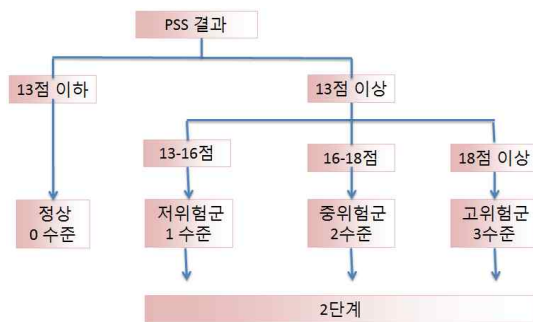 PSS 결과
13점 이하
13점 이상
13-16점
16-18점
18점 이상
정상
0 수준
저위험군
1 수준
중위험군
2수준
고위험군
3수준
2단계